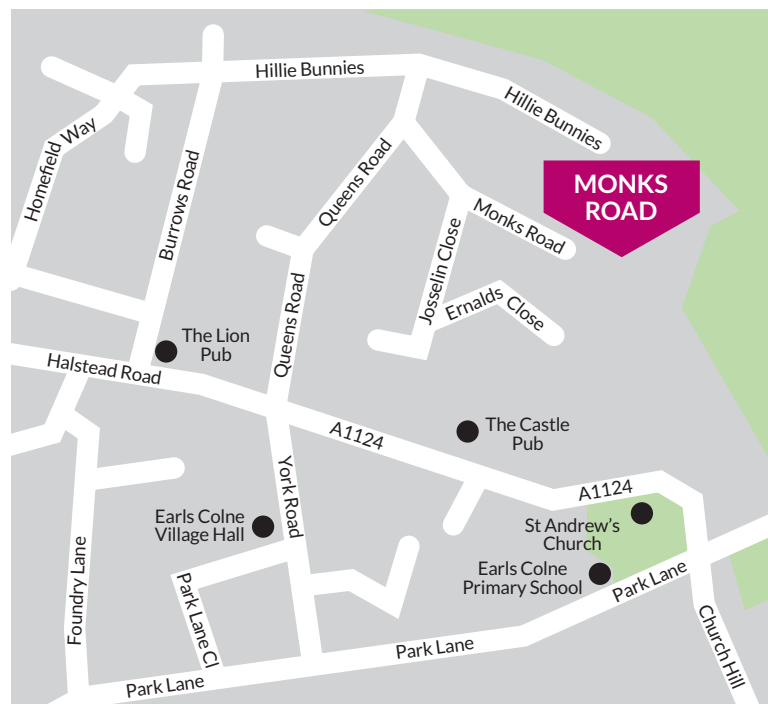 Hillie Bunnies
Hillie Bunnies
Homefield Way
Burrows Road
Queens Road
MONKS
ROAD
Monks Road
Josselin Close
Ernalds Close
Queens Road
The Lion
Pub
Halstead Road
A1124
The Castle
Pub
York Road
A1124
Earls Colne
Village Hall
St Andrew's
Church
Earls Colne
Primary School
Foundry Lane
Park Lane Cl
Park Lane
Park Lane
Park Lane
Church Hill